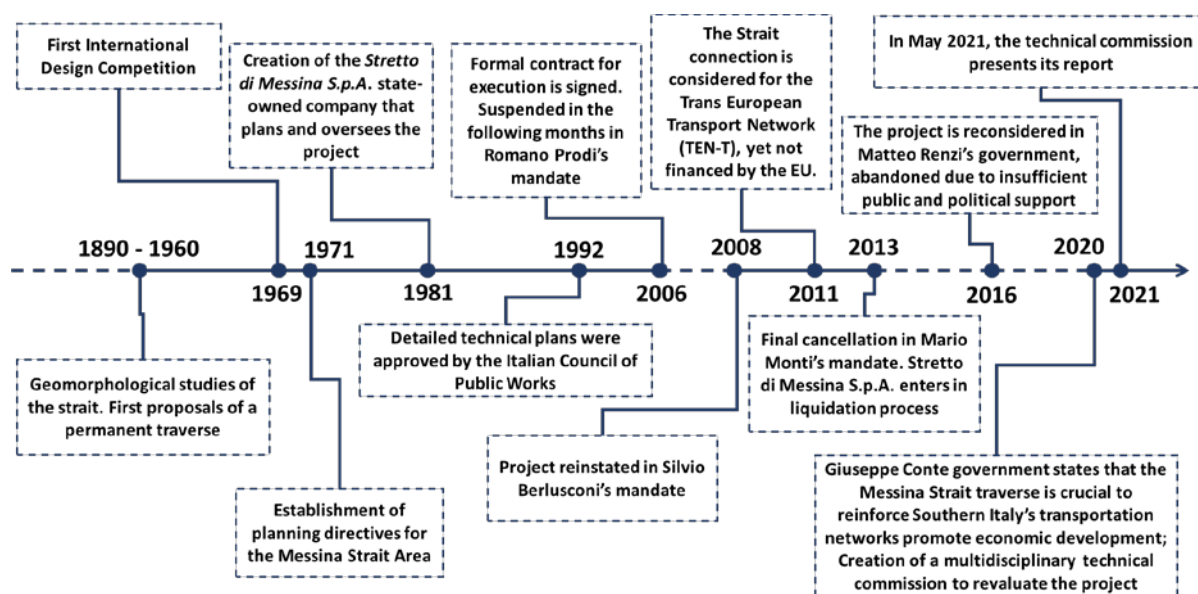 First International
Design Competition
Creation of the Stretto
di Messina S.p.A. state-
owned company that
plans and oversees the
project
Formal contract for
execution is signed.
Suspended in the
following months in
Romano Prodi's
mandate
The Strait
connection is
considered for the
Trans European
Transport Network
(TEN-T), yet not
financed by the EU.
In May 2021, the technical commission
presents its report
The project is reconsidered in
Matteo Renzi's government,
abandoned due to insufficient
public and political support
1890 - 1960
1969
1971
1981
1992
2006
2008
2011
2013
2016
2020
2021
Geomorphological studies of
the strait. First proposals of a
permanent traverse
Establishment of
planning directives for
the Messina Strait Area
Detailed technical plans were
approved by the Italian Council of
Public Works
Project reinstated in Silvio
Berlusconi's mandate
Final cancellation in Mario
Monti's mandate. Stretto
di Messina S.p.A. enters in
liquidation process
Giuseppe Conte government states that the
Messina Strait traverse is crucial to
reinforce Southern Italy's transportation
networks promote economic development;
Creation of a multidisciplinary technical
commission to revaluate the project